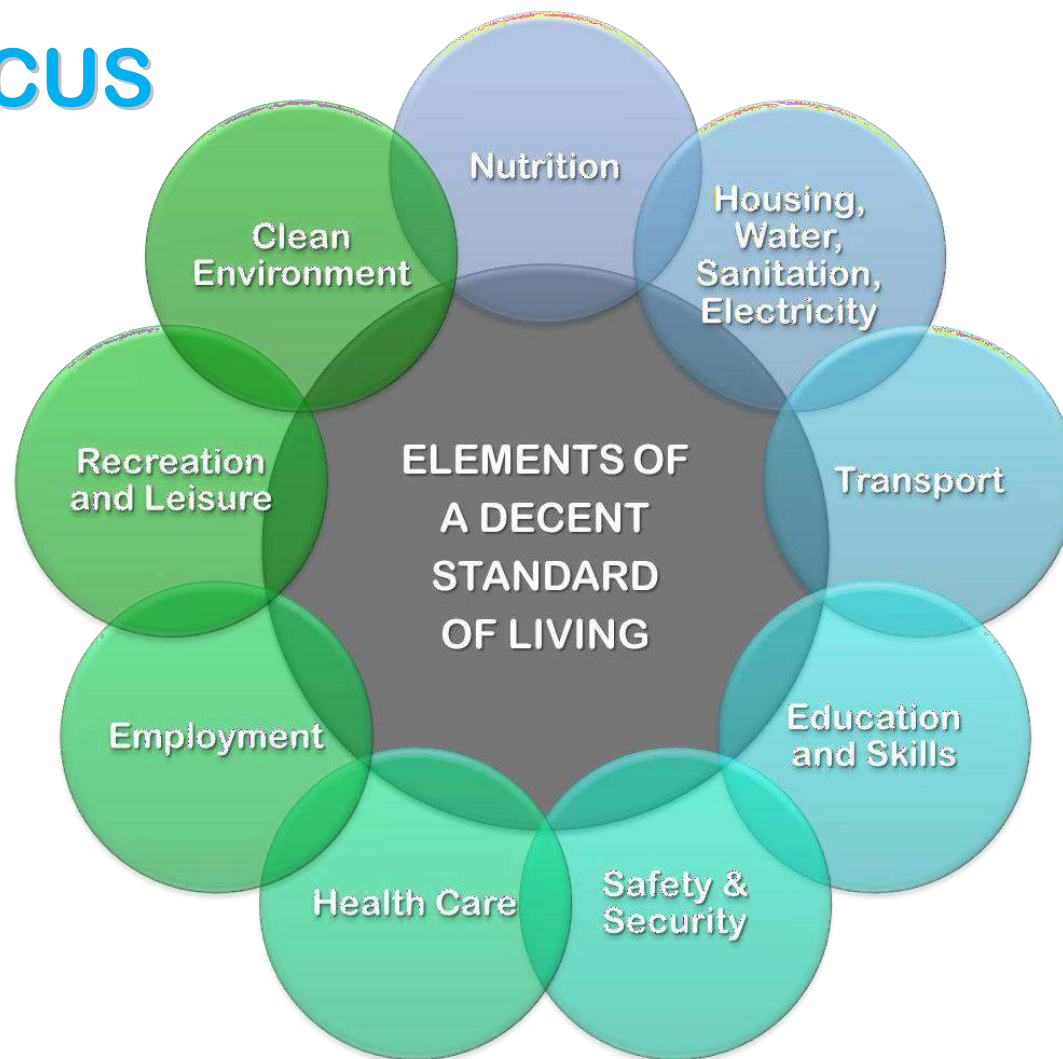 CUS
Nutrition
Housing,
Water,
Sanitation,
Electricity
Transport
Education
and Skills
Safety &
Security
Health Care
Employment
Recreation
and Leisure
Clean
Environment
ELEMENTS OF
A DECENT
STANDARD
OF LIVING